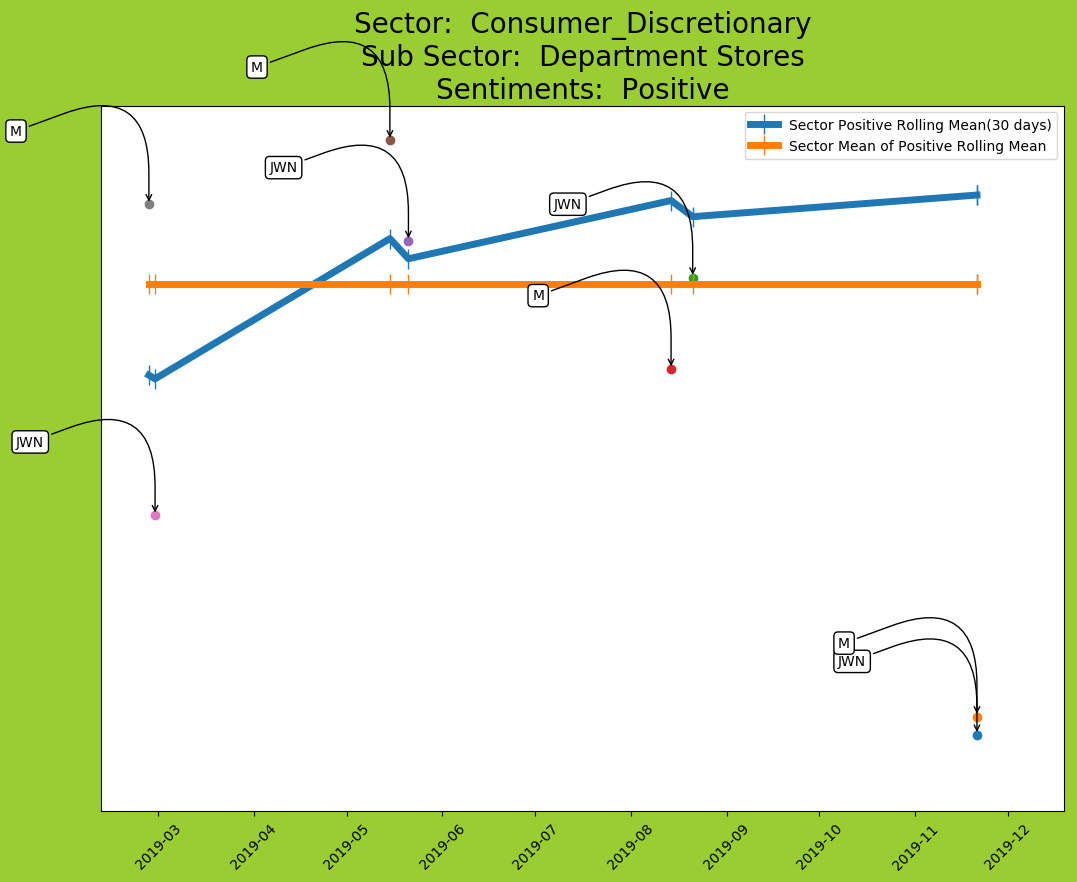 Sector:  Consumer_Discretionary
Sub Sector:  Department Stores
Sentiments:  Positive
M
M
JWN
Sector Positive Rolling Mean(30 days)
Sector Mean of Positive Rolling Mean
JWN
M
JWN
M
JWN
2019-03
2019-04
2019-05
2019-06
2019-07
2019-08
2019-09
2019-10
2019-11
2019-12